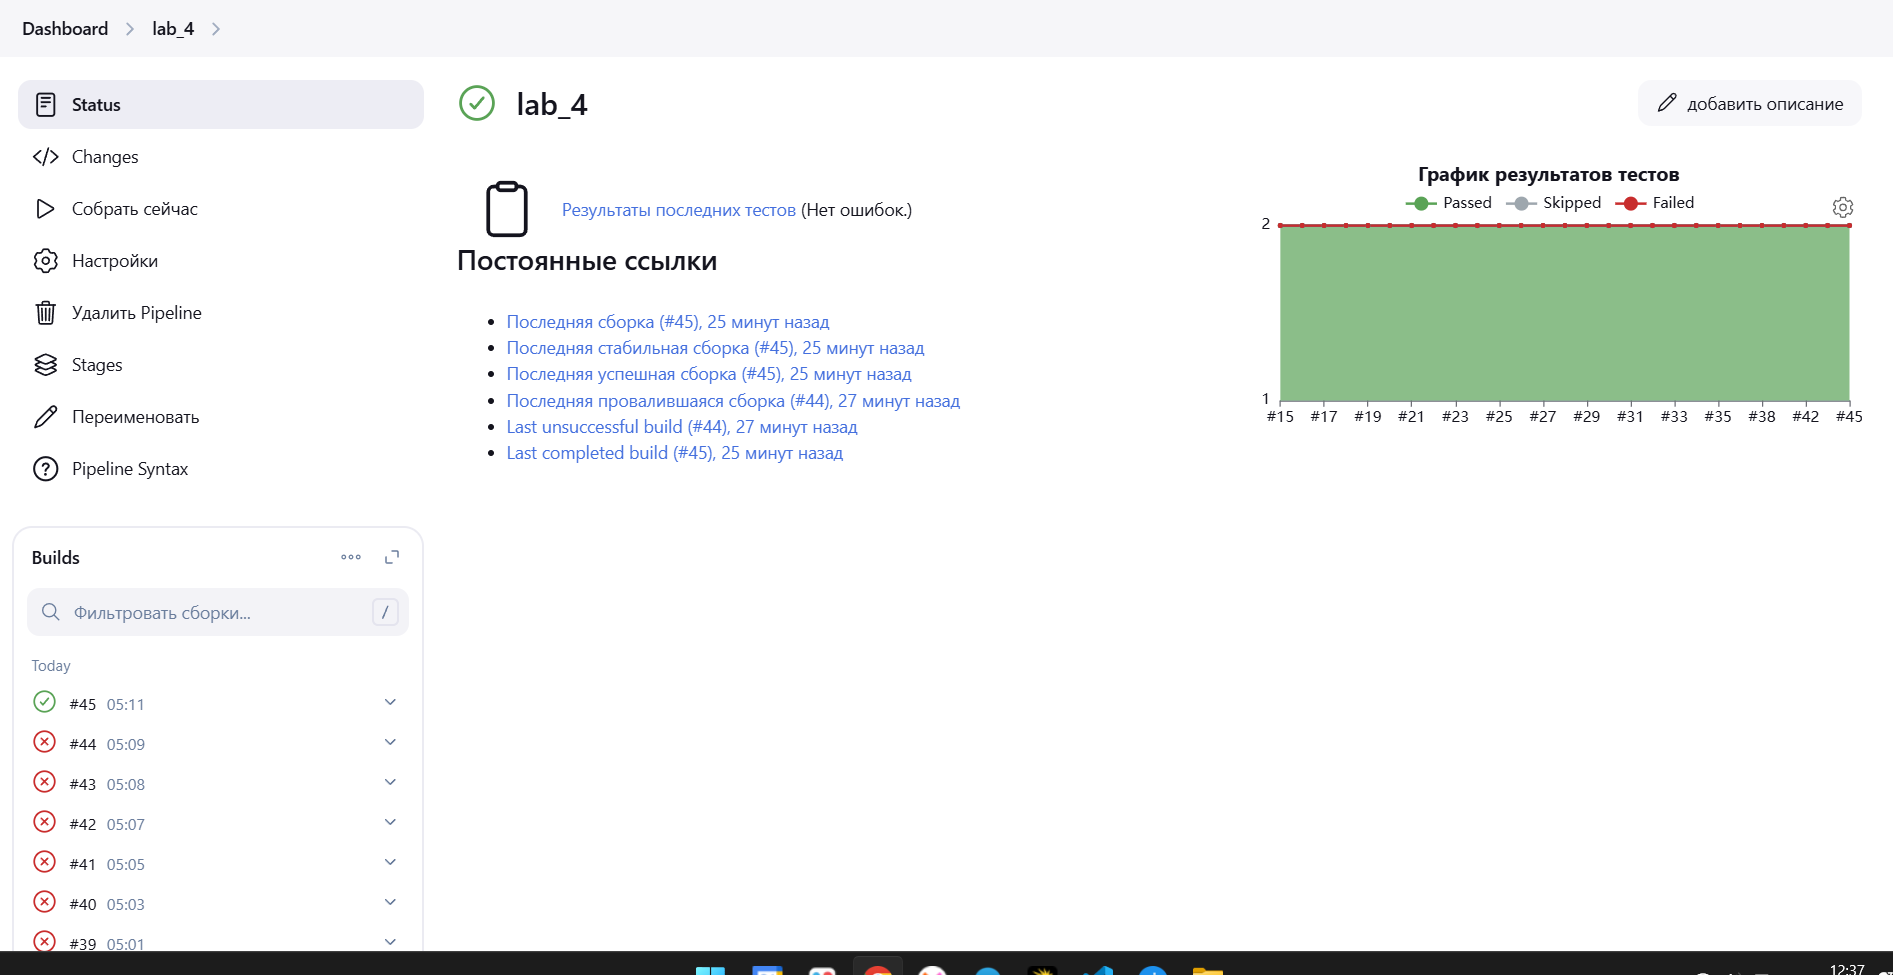 Dashboard lab_4
Status
Changes
Собрать сейчас
Настройки
Удалить Pipeline
Stages
Переименовать
Pipeline Syntax
Builds
Фильтровать сборки... /
Today
#45 05:11
#44 05:09
#43 05:08
#42 05:07
#41 05:05
#40 05:03
#39 05:01
lab_4
добавить описание
Результаты последних тестов (Нет ошибок.)
Постоянные ссылки
Последняя сборка (#45), 25 минут назад
Последняя стабильная сборка (#45), 25 минут назад
Последняя успешная сборка (#45), 25 минут назад
Последняя провалившаяся сборка (#44), 27 минут назад
Last unsuccessful build (#44), 27 минут назад
Last completed build (#45), 25 минут назад
График результатов тестов
Passed Skipped Failed
2
1
#15 #17 #19 #21 #23 #25 #27 #29 #31 #33 #35 #38 #42 #45
12:37